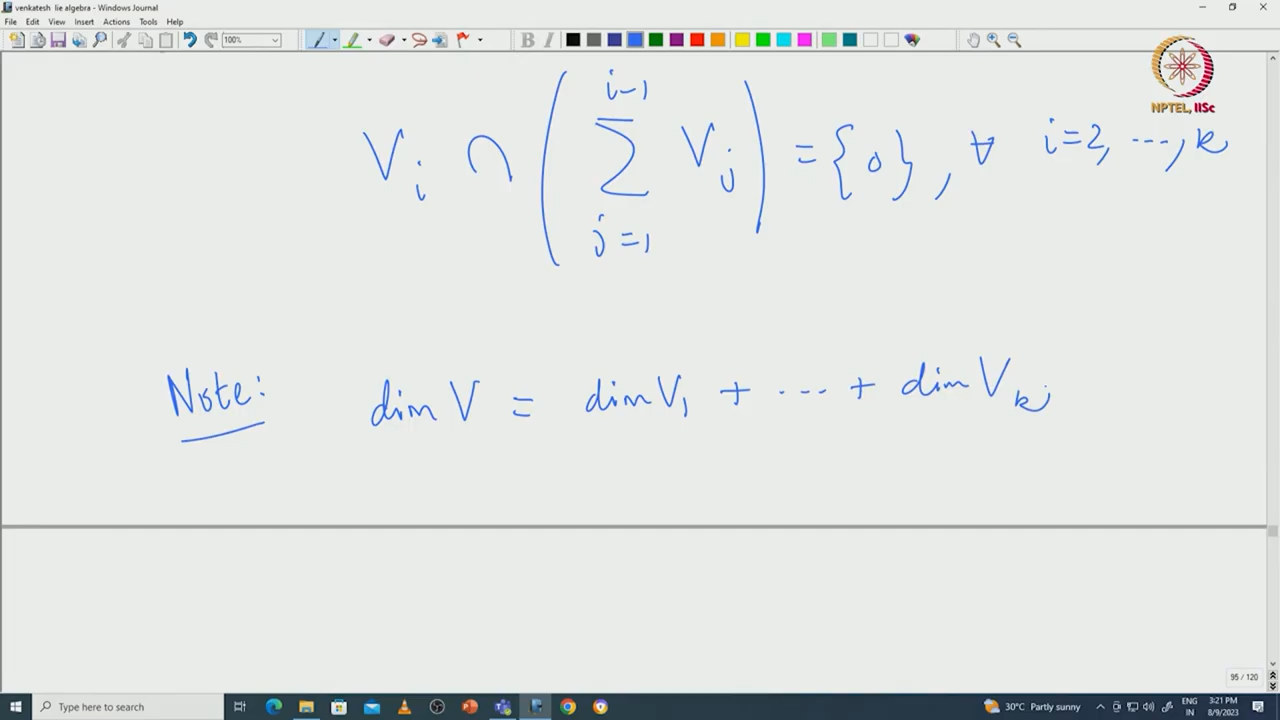 venkatesh lie algebra - Windows Journal
File Edit View Insert Actions Tools Help
100%
B I
NPTEL, IISc
V_i ∩ ( \sum_{j=1}^{i-1} V_j ) = {0}, ∀ i=2, ..., k
Note: dim V = dim V_1 + ... + dim V_k
95 / 120
Type here to search
30°C Partly sunny
ENG
IN
3:21 PM
8/9/2023